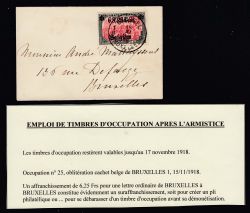 Monsieur André
Bruxelles
EMPLOI DE TIMBRES D'OCCUPATION APRES L'ARMISTICE
Les timbres d'occupation restèrent valables jusqu'au 17 novembre 1918.
Occupation n° 25, oblitération cachet belge de BRUXELLES 1, 15/11/1918.
Un affranchissement de 6,25 Frs pour une lettre ordinaire de BRUXELLES à
BRUXELLES constitue évidemment un suraffranchissement, soit pour créer un pli
philatélique ou ... pour se débarrasser d'un timbre d'occupation avant sa démonétisation.